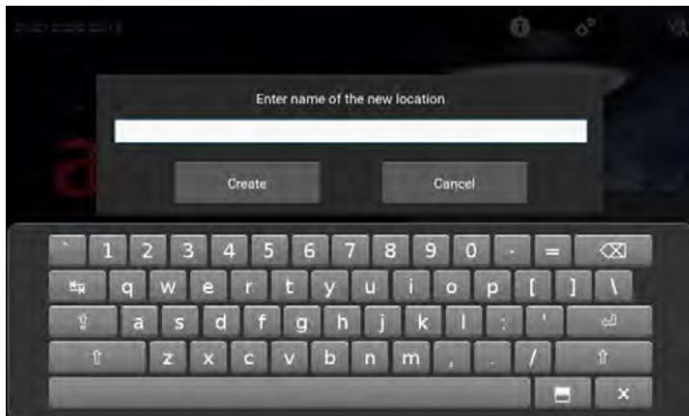 Enter name of the new location
Create Cancel
` 1 2 3 4 5 6 7 8 9 0 - =
q w e r t y u i o p [ ] \
a s d f g h j k l : '
z x c v b n m , . /